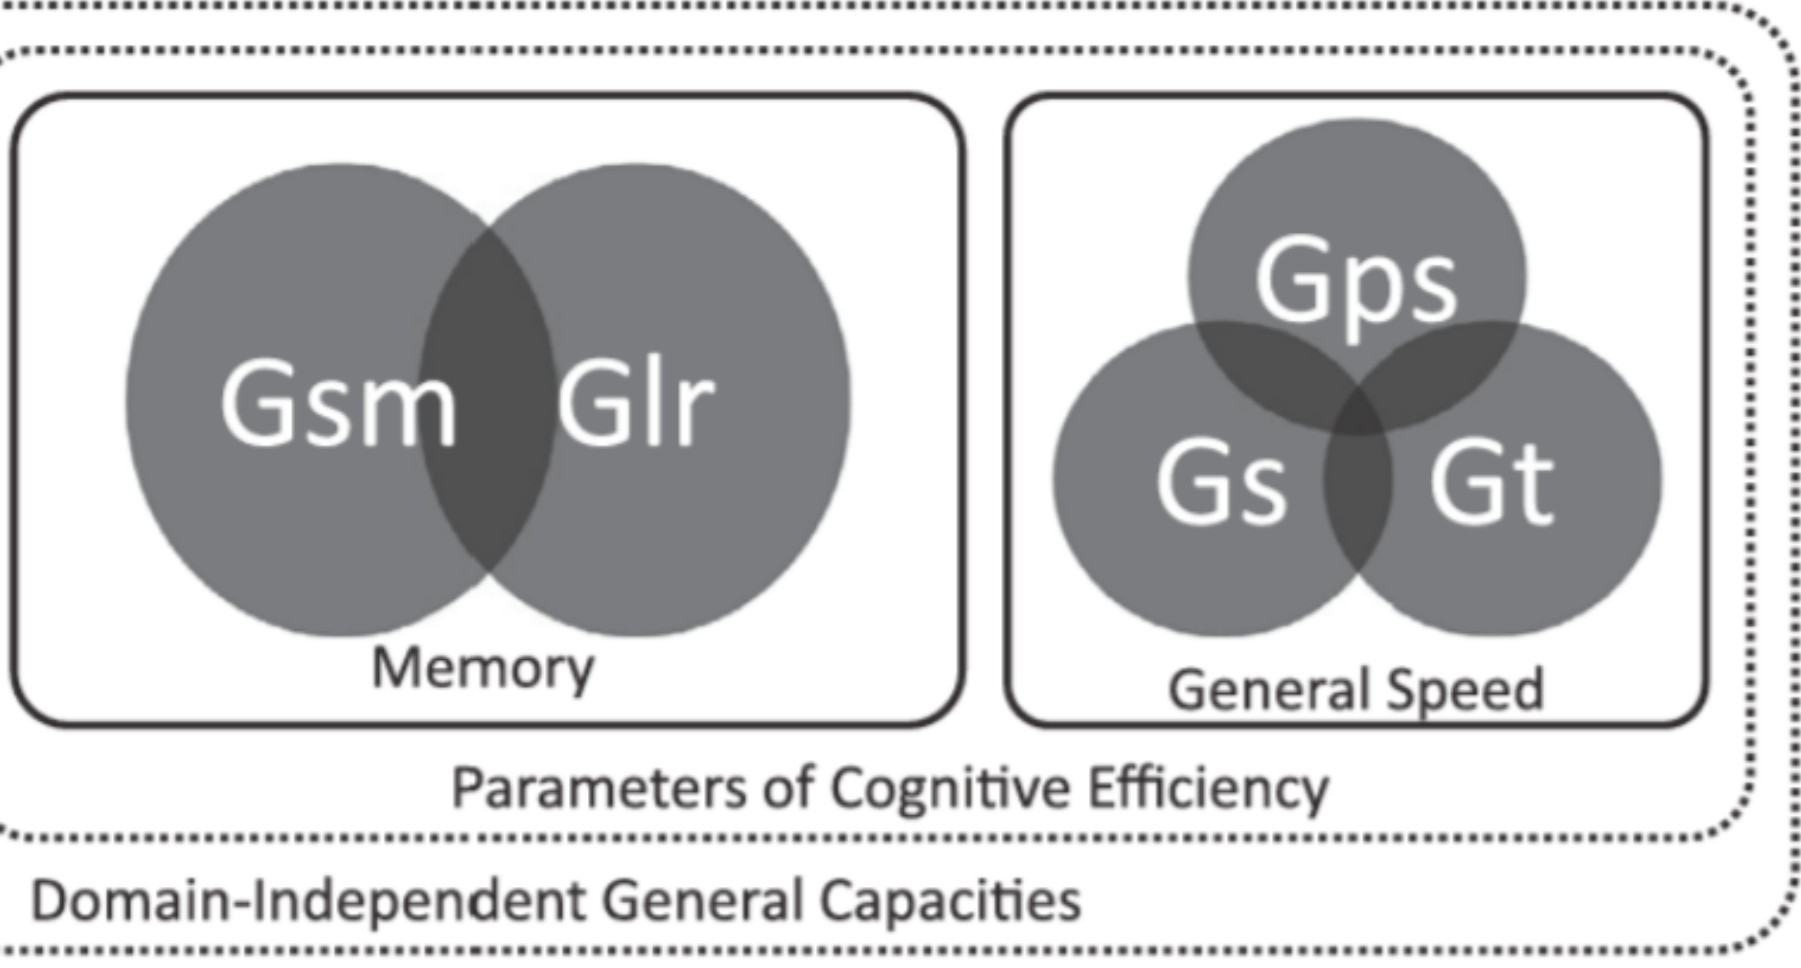 Gsm
Glr
Memory
Gps
Gs
Gt
General Speed
Parameters of Cognitive Efficiency
Domain-Independent General Capacities